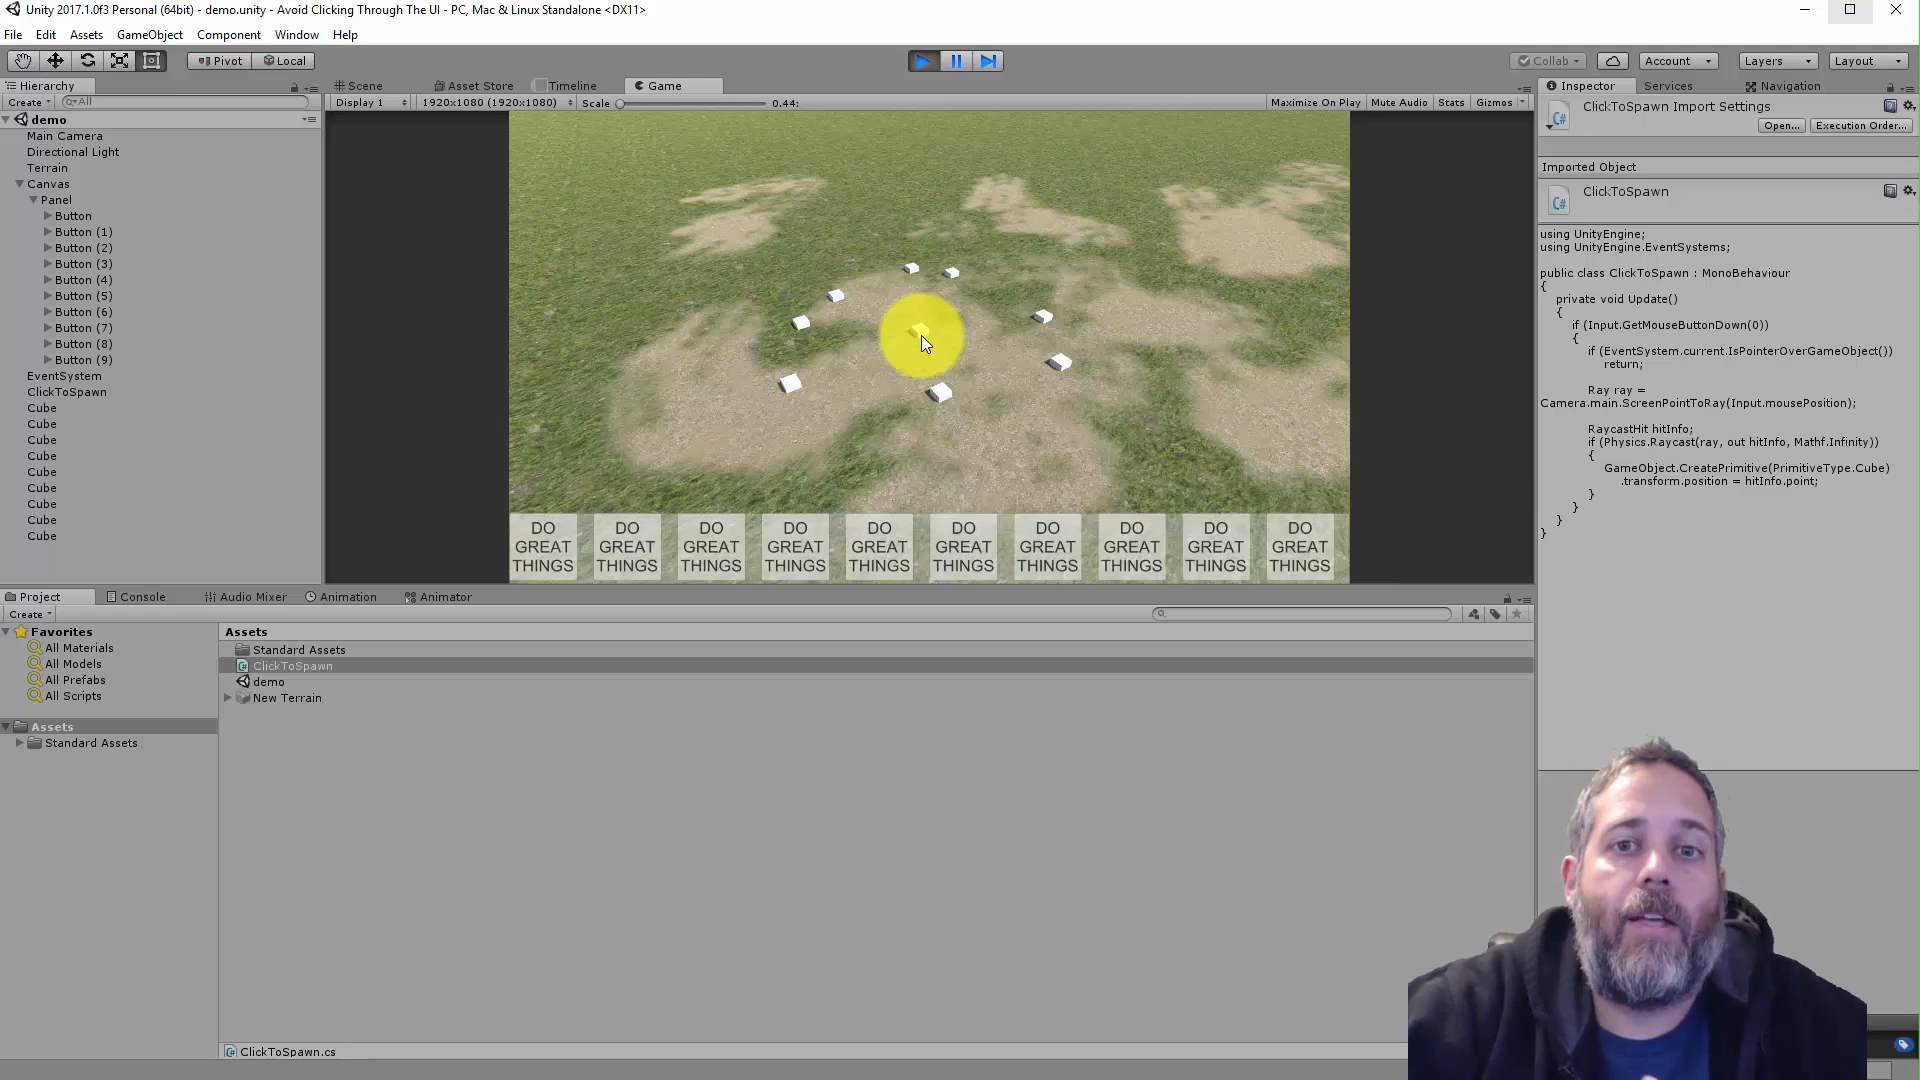 Unity 2017.1.0f3 Personal (64bit) - demo.unity - Avoid Clicking Through The UI - PC, Mac & Linux Standalone <DX11>
File Edit Assets GameObject Component Window Help
Pivot Local Collab Account Layers Layout
Hierarchy Scene Asset Store Timeline Game Inspector Services Navigation
Create All Display 1 1920x1080 (1920x1080) Scale 0.44: Maximize On Play Mute Audio Stats Gizmos
ClickToSpawn Import Settings
Open... Execution Order...
demo
Main Camera
Directional Light
Terrain
Canvas
Panel
Button
Button (1)
Button (2)
Button (3)
Button (4)
Button (5)
Button (6)
Button (7)
Button (8)
Button (9)
EventSystem
ClickToSpawn
Cube
Cube
Cube
Cube
Cube
Cube
Cube
Cube
Cube
DO GREAT THINGS
DO GREAT THINGS
DO GREAT THINGS
DO GREAT THINGS
DO GREAT THINGS
DO GREAT THINGS
DO GREAT THINGS
DO GREAT THINGS
DO GREAT THINGS
DO GREAT THINGS
Imported Object
ClickToSpawn
using UnityEngine;
using UnityEngine.EventSystems;
public class ClickToSpawn : MonoBehaviour
{
private void Update()
{
if (Input.GetMouseButtonDown(0))
{
if (EventSystem.current.IsPointerOverGameObject())
return;
Ray ray =
Camera.main.ScreenPointToRay(Input.mousePosition);
RaycastHit hitInfo;
if (Physics.Raycast(ray, out hitInfo, Mathf.Infinity))
{
GameObject.CreatePrimitive(PrimitiveType.Cube)
.transform.position = hitInfo.point;
}
}
}
}
Project Console Audio Mixer Animation Animator
Create
Favorites
All Materials
All Models
All Prefabs
All Scripts
Assets
Standard Assets
Assets
Standard Assets
ClickToSpawn
demo
New Terrain
ClickToSpawn.cs